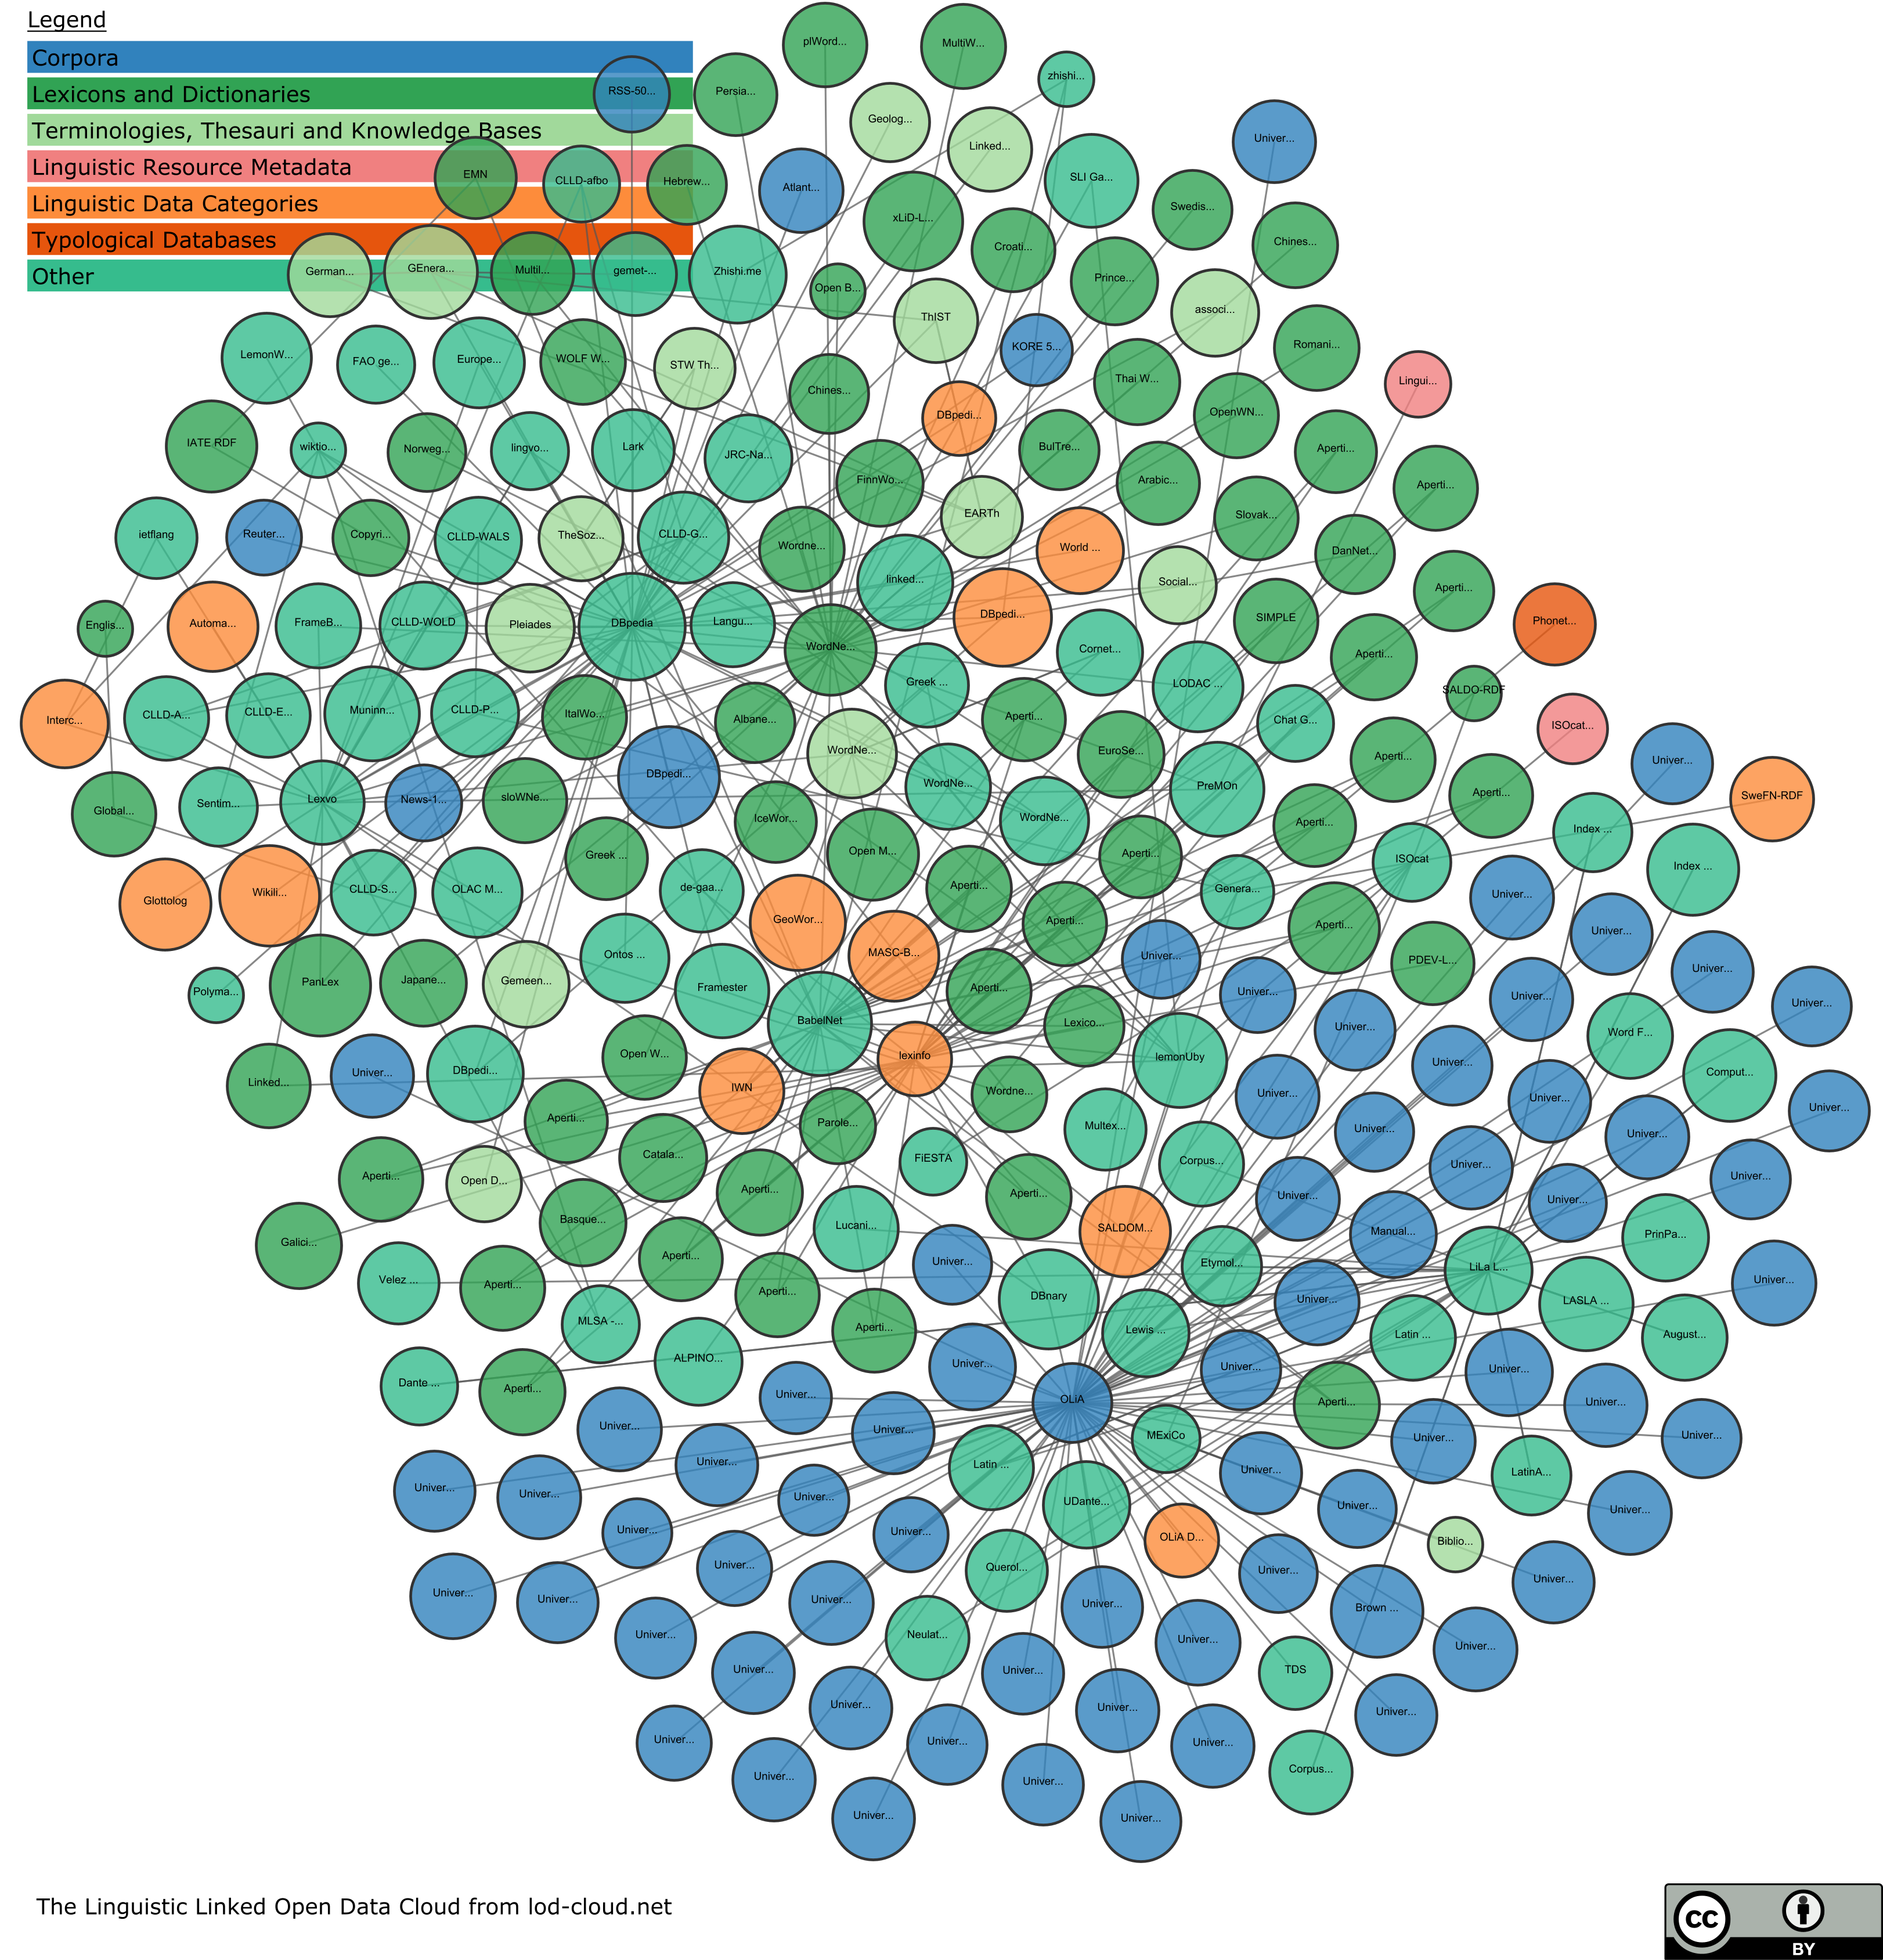 Legend
Corpora
Lexicons and Dictionaries
Terminologies, Thesauri and Knowledge Bases
Linguistic Resource Metadata
Linguistic Data Categories
Typological Databases
Other
plWord...
MultiW...
zhishi...
RSS-50...
Persia...
Geolog...
Linked...
Univer...
EMN
CLLD-afbo
Hebrew...
Atlant...
SLI Ga...
xLiD-L...
Swedis...
Croati...
Chines...
German...
GEnera...
Multil...
gemet-...
Zhishi.me
Open B...
Prince...
ThIST
associ...
LemonW...
FAO ge...
Europe...
WOLF W...
STW Th...
KORE 5...
Romani...
Chines...
Thai W...
Lingui...
DBpedi...
OpenWN...
IATE RDF
wiktio...
Norweg...
lingvo...
Lark
JRC-Na...
BulTre...
Aperti...
FinnWo...
Arabic...
Aperti...
ietflang
Reuter...
Copyri...
CLLD-WALS
TheSoz...
CLLD-G...
Wordne...
EARTh
World ...
Slovak...
DanNet...
linked...
Social...
Aperti...
Englis...
Automa...
FrameB...
CLLD-WOLD
Pleiades
DBpedia
Langu...
WordNe...
DBpedi...
SIMPLE
Phonet...
Cornet...
Aperti...
Greek ...
LODAC ...
SALDO-RDF
Interc...
CLLD-A...
CLLD-E...
Muninn...
CLLD-P...
ItalWo...
Albane...
Aperti...
Chat G...
ISOcat...
WordNe...
EuroSe...
Aperti...
Univer...
Global...
Sentim...
Lexvo
News-1...
sloWNe...
DBpedi...
WordNe...
PreMOn
Aperti...
SweFN-RDF
IceWor...
WordNe...
Aperti...
Index ...
Greek ...
Open M...
Aperti...
ISOcat
Index ...
Glottolog
Wikili...
CLLD-S...
OLAC M...
de-gaa...
Aperti...
Genera...
Univer...
GeoWor...
Aperti...
Aperti...
Univer...
Polyma...
PanLex
Japane...
Gemeen...
Ontos ...
Framester
MASC-B...
Aperti...
Univer...
Univer...
PDEV-L...
Univer...
Univer...
Univer...
BabelNet
Lexico...
Univer...
Word F...
Linked...
Univer...
DBpedi...
Open W...
IWN
lexinfo
Wordne...
lemonUby
Univer...
Univer...
Univer...
Comput...
Univer...
Aperti...
Parole...
Multex...
Univer...
Univer...
Aperti...
Open D...
Catala...
Aperti...
FiESTA
Aperti...
Corpus...
Univer...
Univer...
Univer...
Univer...
Galici...
Basque...
Aperti...
Lucani...
SALDOM...
Manual...
PrinPa...
Velez ...
Aperti...
Aperti...
Univer...
Etymol...
LiLa L...
Univer...
MLSA -...
DBnary
Univer...
LASLA ...
Dante ...
Aperti...
ALPINO...
Aperti...
Univer...
Lewis ...
Univer...
Latin ...
Univer...
August...
Univer...
Univer...
Univer...
Univer...
OLiA
MExiCo
Aperti...
Univer...
Univer...
Univer...
Univer...
Univer...
Univer...
Univer...
Latin ...
UDante...
Univer...
Univer...
LatinA...
Univer...
Univer...
Univer...
Univer...
Univer...
Univer...
Querol...
OLiA D...
Univer...
Biblio...
Univer...
Univer...
Univer...
Neulat...
Univer...
Univer...
Brown ...
Univer...
Univer...
Univer...
Univer...
Univer...
Univer...
Univer...
TDS
Univer...
Univer...
Univer...
Univer...
Univer...
Corpus...
The Linguistic Linked Open Data Cloud from lod-cloud.net
CC
BY